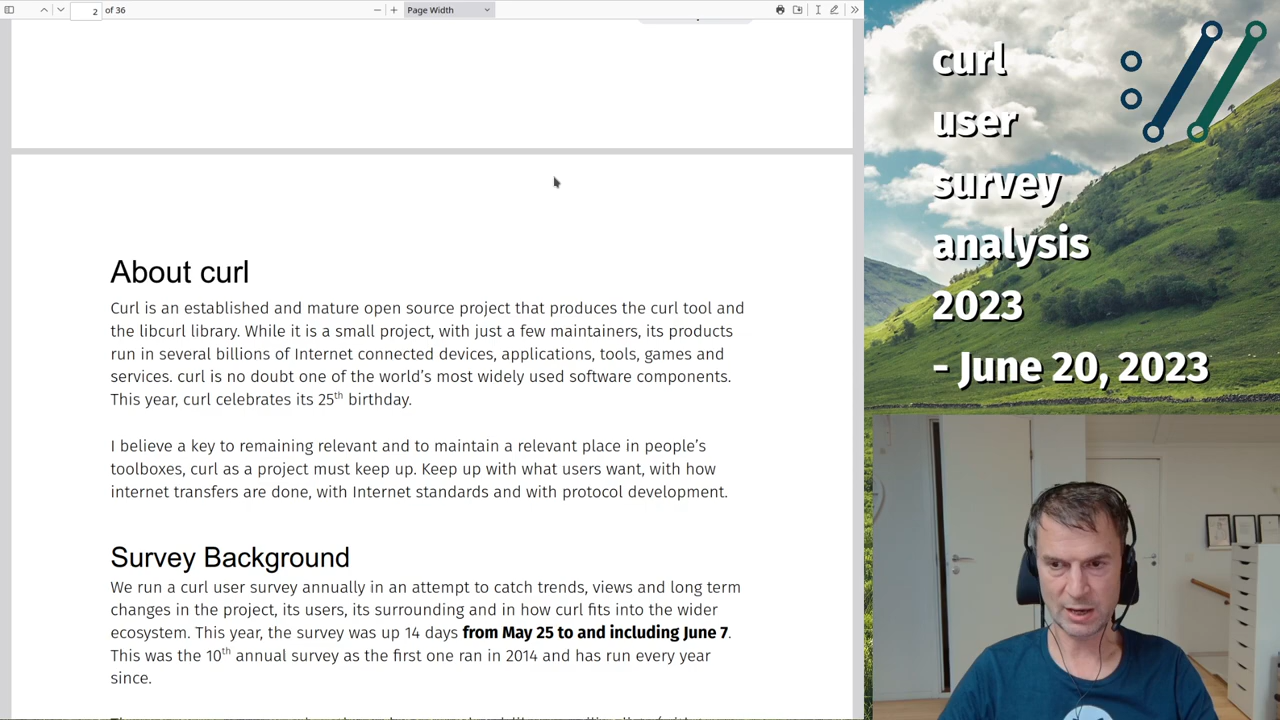 2 of 36
Page Width
About curl
Curl is an established and mature open source project that produces the curl tool and
the libcurl library. While it is a small project, with just a few maintainers, its products
run in several billions of Internet connected devices, applications, tools, games and
services. curl is no doubt one of the world’s most widely used software components.
This year, curl celebrates its 25th birthday.
I believe a key to remaining relevant and to maintain a relevant place in people’s
toolboxes, curl as a project must keep up. Keep up with what users want, with how
internet transfers are done, with Internet standards and with protocol development.
Survey Background
We run a curl user survey annually in an attempt to catch trends, views and long term
changes in the project, its users, its surrounding and in how curl fits into the wider
ecosystem. This year, the survey was up 14 days from May 25 to and including June 7.
This was the 10th annual survey as the first one ran in 2014 and has run every year
since.
curl
user
survey
analysis
2023
- June 20, 2023